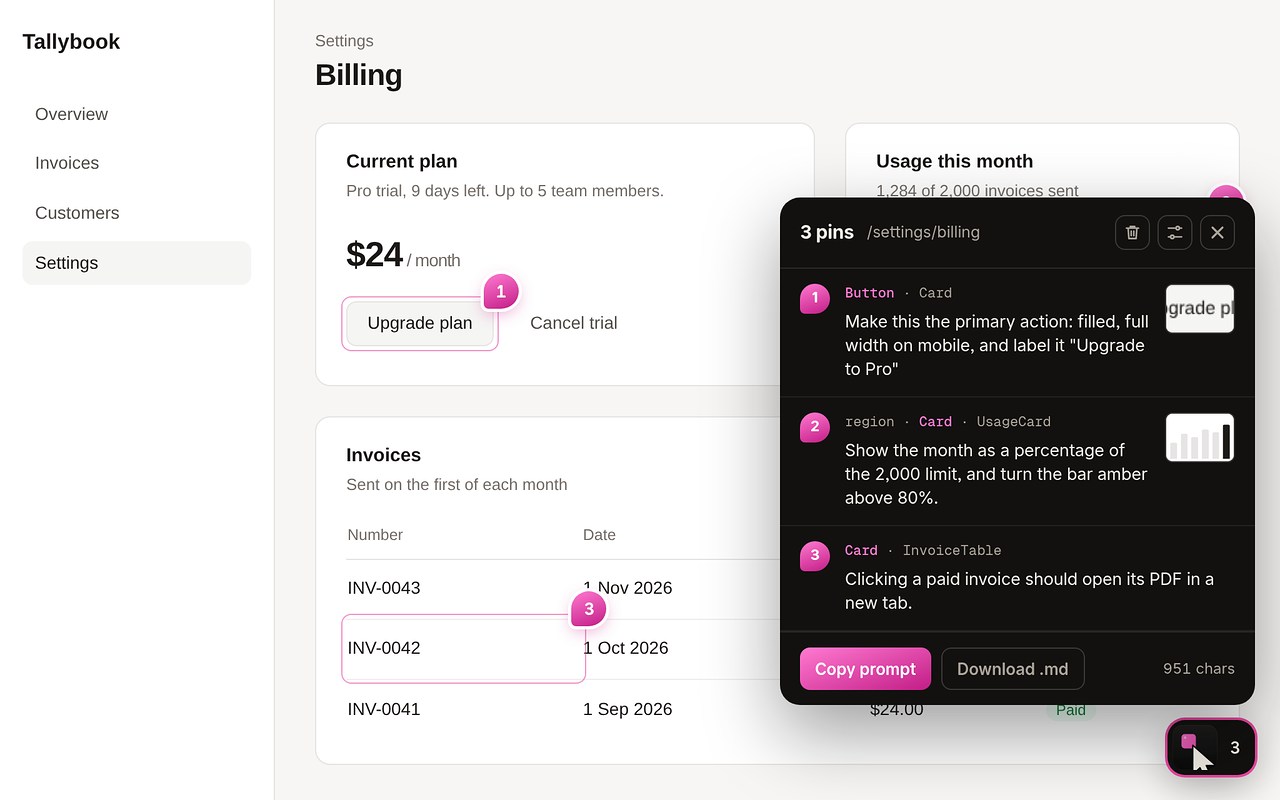 Tallybook
Overview
Invoices
Customers
Settings
Settings
Billing
Current plan
Pro trial, 9 days left. Up to 5 team members.
$24 / month
1
Upgrade plan
Cancel trial
Usage this month
1,284 of 2,000 invoices sent
Invoices
Sent on the first of each month
Number Date
INV-0043 1 Nov 2026
3
INV-0042 1 Oct 2026
INV-0041 1 Sep 2026 $24.00 Paid
3 pins /settings/billing
1
Button · Card
Make this the primary action: filled, full
width on mobile, and label it "Upgrade
to Pro"
grade pl
2
region · Card · UsageCard
Show the month as a percentage of
the 2,000 limit, and turn the bar amber
above 80%.
3
Card · InvoiceTable
Clicking a paid invoice should open its PDF in a
new tab.
Copy prompt
Download .md
951 chars
3